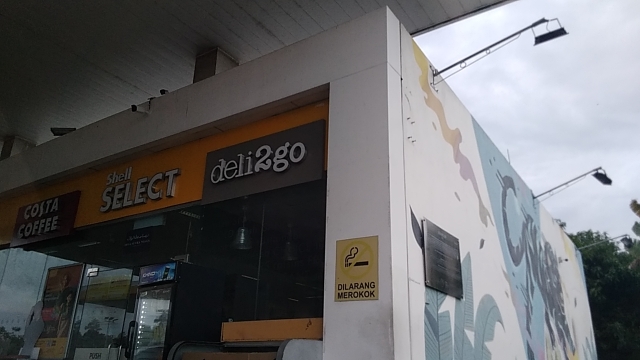 COSTA
COFFEE
Shell
SELECT
deli2go
DILARANG
MEROKOK
PUSH